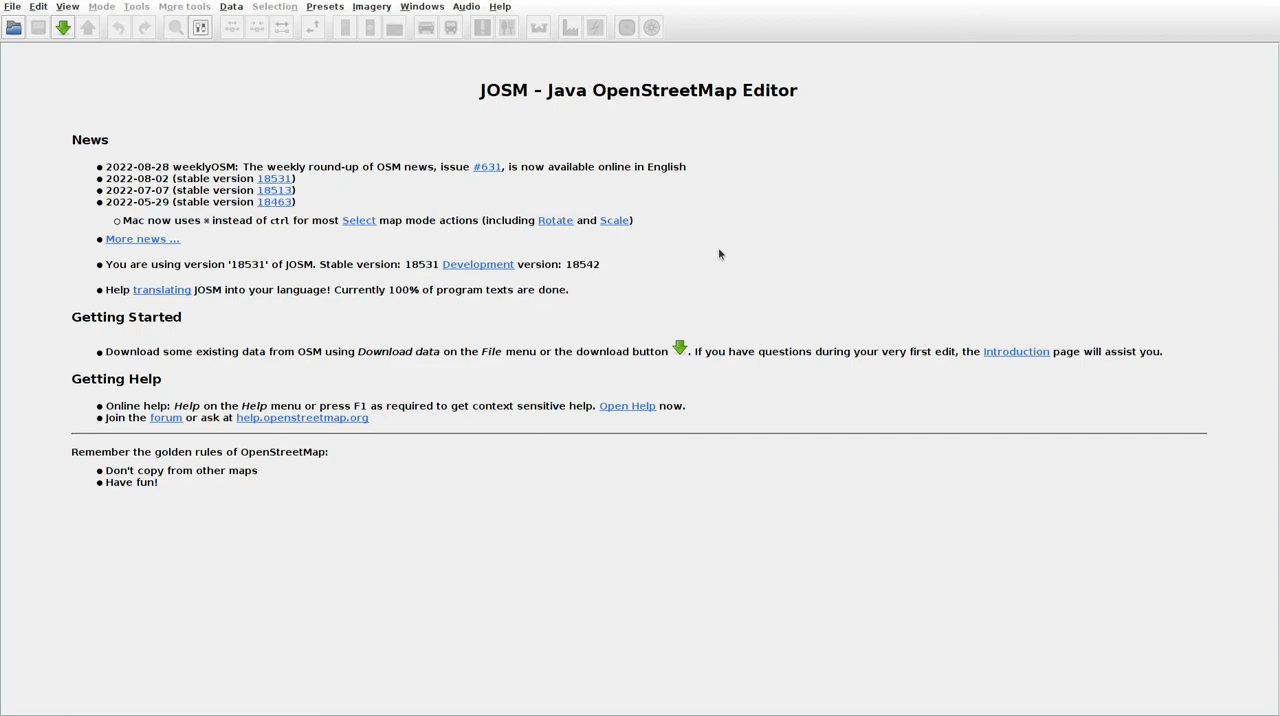 File Edit View Mode Tools More tools Data Selection Presets Imagery Windows Audio Help
JOSM – Java OpenStreetMap Editor
News
2022-08-28 weeklyOSM: The weekly round-up of OSM news, issue #631, is now available online in English
2022-08-02 (stable version 18531)
2022-07-07 (stable version 18513)
2022-05-29 (stable version 18463)
Mac now uses ⌘ instead of ctrl for most Select map mode actions (including Rotate and Scale)
More news ...
You are using version '18531' of JOSM. Stable version: 18531 Development version: 18542
Help translating JOSM into your language! Currently 100% of program texts are done.
Getting Started
Download some existing data from OSM using Download data on the File menu or the download button . If you have questions during your very first edit, the Introduction page will assist you.
Getting Help
Online help: Help on the Help menu or press F1 as required to get context sensitive help. Open Help now.
Join the forum or ask at help.openstreetmap.org
Remember the golden rules of OpenStreetMap:
Don't copy from other maps
Have fun!